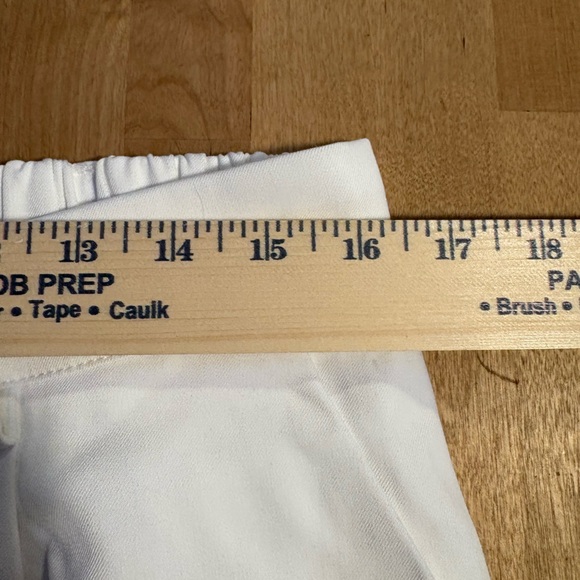 13 14 15 16 17 18
OB PREP PA
• Tape • Caulk • Brush •